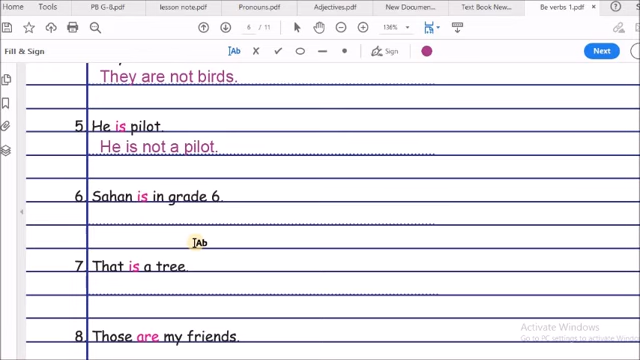 Home
Tools
PB G-8.pdf
lesson note.pdf
Pronouns.pdf
Adjectives.pdf
New Document...
Text Book New...
Be verbs 1.pdf ×
6 / 11
136%
Fill & Sign
Ab
Sign
Next
They are not birds.
5. He is pilot.
He is not a pilot.
6. Sahan is in grade 6.
Ab
7. That is a tree.
8. Those are my friends.
Activate Windows
Go to PC settings to activate Windows.